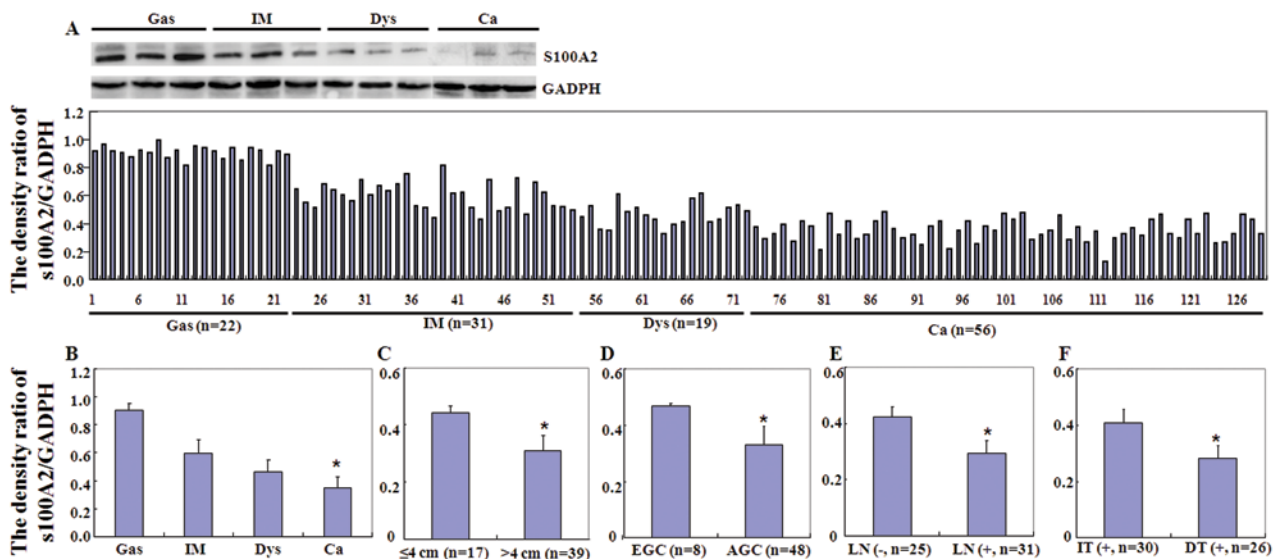 A
Gas IM Dys Ca
S100A2
GADPH
The density ratio of
s100A2/GADPH
1.2
1.0
0.8
0.6
0.4
0.2
0.0
1 6 11 16 21 26 31 36 41 46 51 56 61 66 71 76 81 86 91 96 101 106 111 116 121 126
Gas (n=22) IM (n=31) Dys (n=19) Ca (n=56)
B
The density ratio of
s100A2/GADPH
1.2
1.0
0.8
0.6
0.4
0.2
0.0
*
Gas IM Dys Ca
C
0.6
0.4
0.2
0
*
≤4 cm (n=17) >4 cm (n=39)
D
0.6
0.4
0.2
0
*
EGC (n=8) AGC (n=48)
E
0.6
0.4
0.2
0
*
LN (-, n=25) LN (+, n=31)
F
0.6
0.4
0.2
0
*
IT (+, n=30) DT (+, n=26)